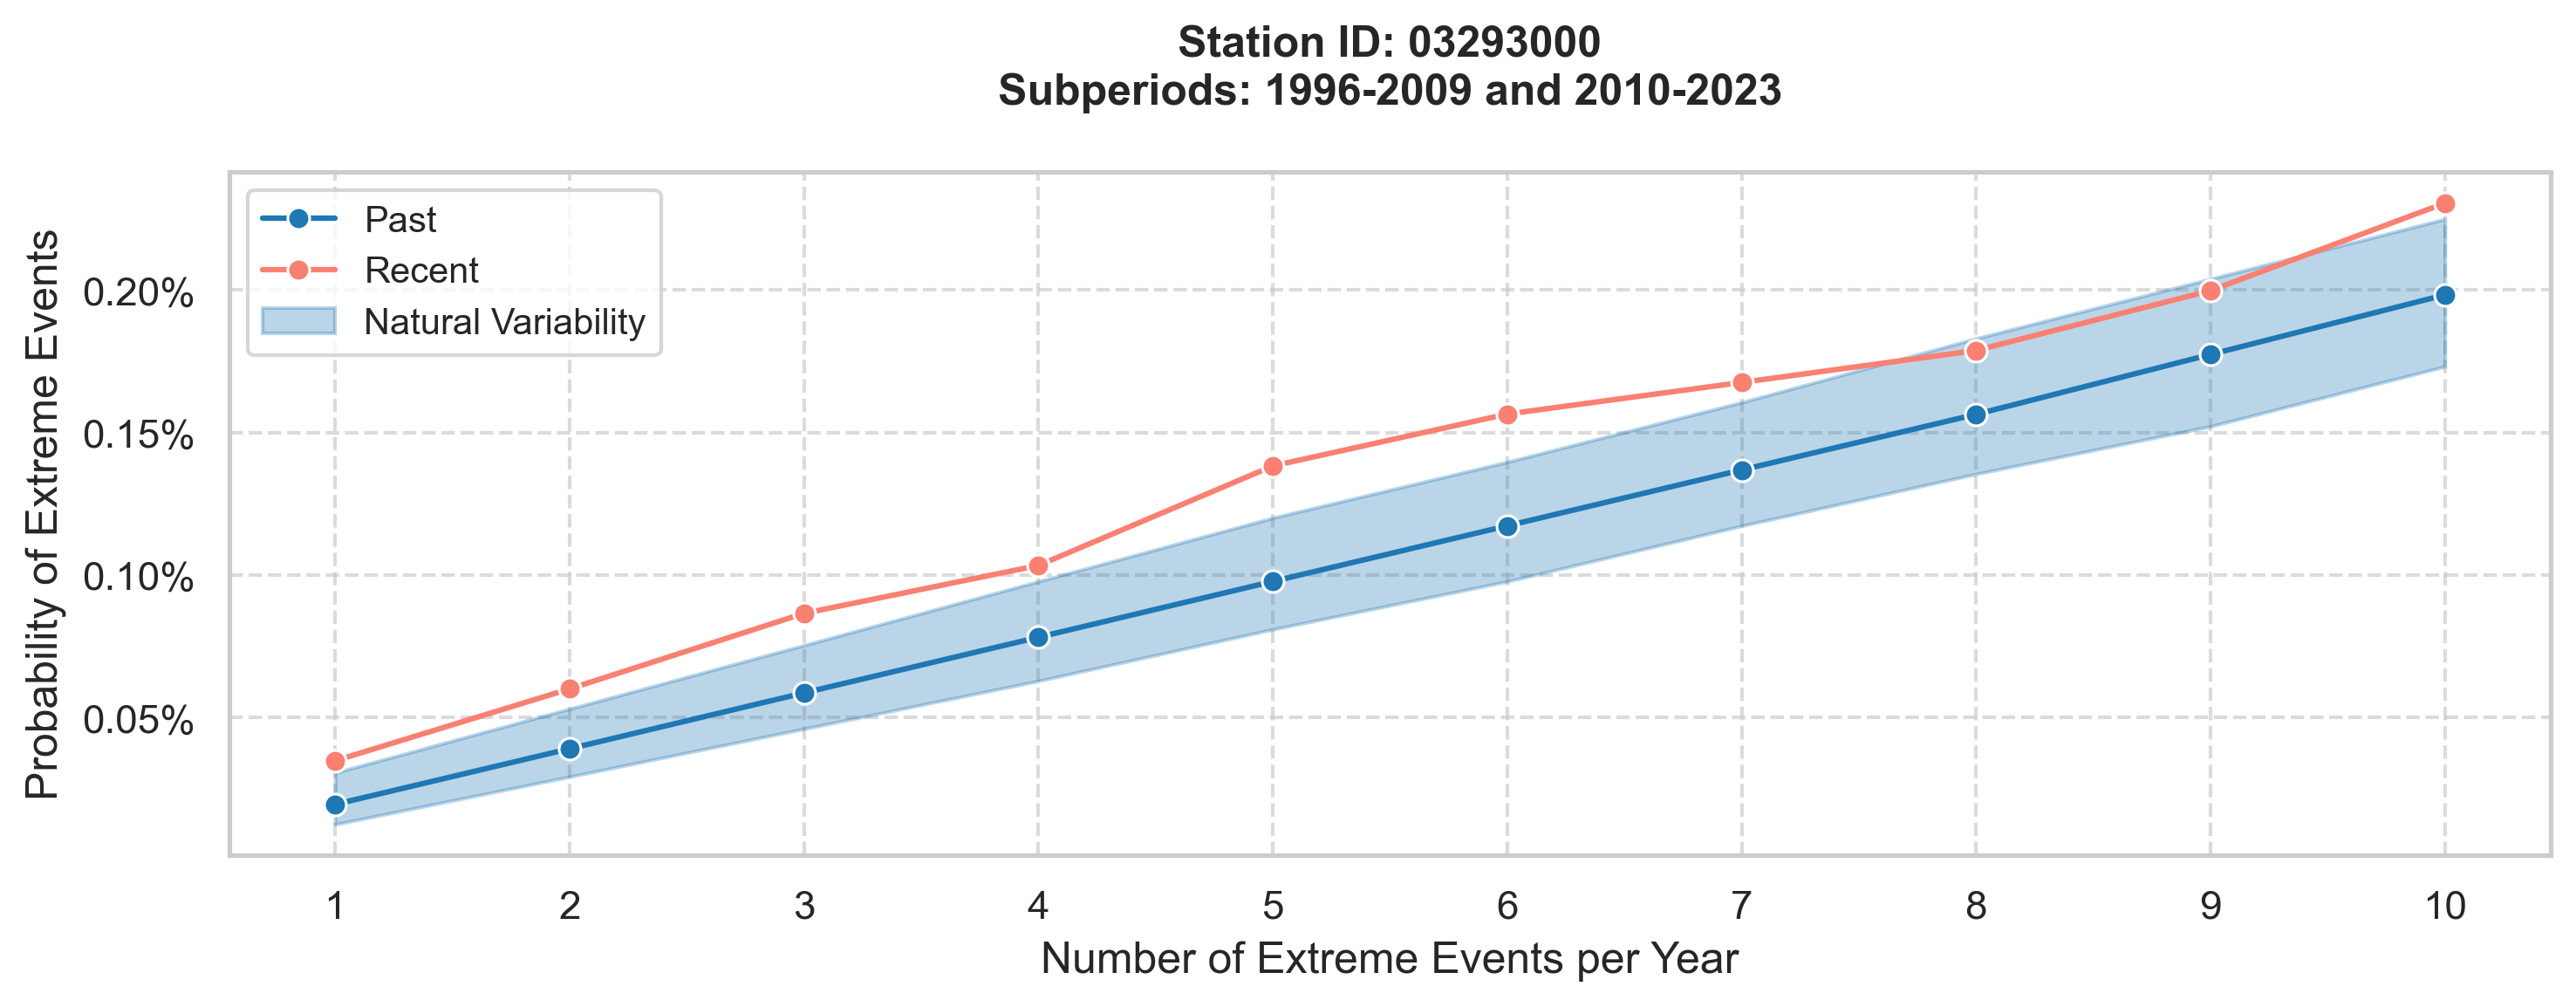 Station ID: 03293000
Subperiods: 1996-2009 and 2010-2023
Past
Recent
Natural Variability
Probability of Extreme Events
0.20%
0.15%
0.10%
0.05%
1 2 3 4 5 6 7 8 9 10
Number of Extreme Events per Year